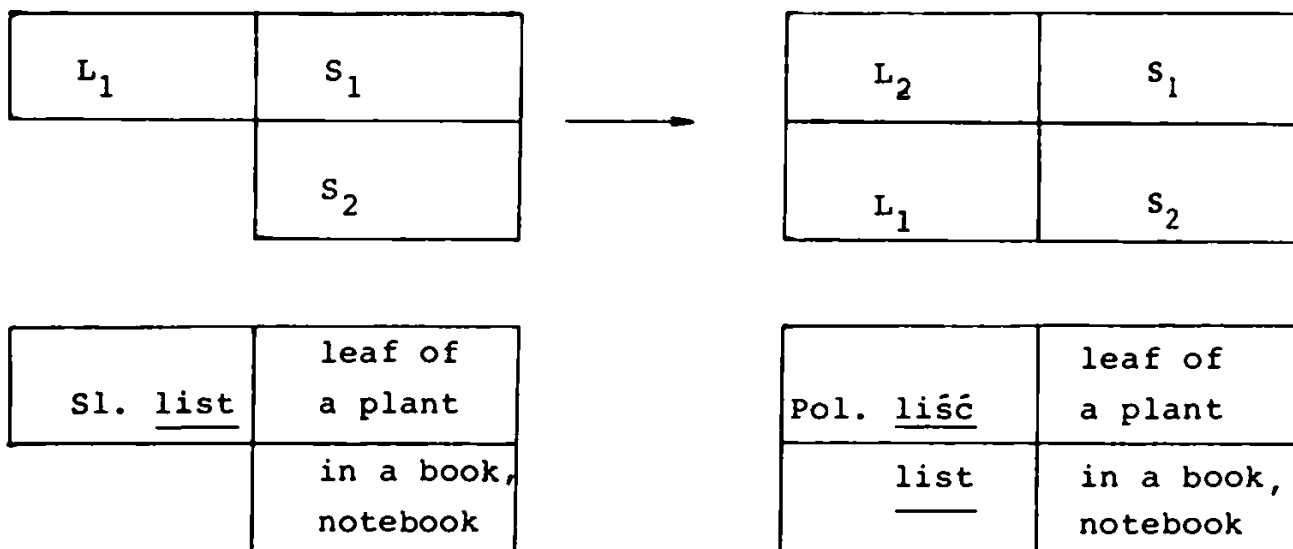 L₁ S₁ L₂ S₁
S₂ L₁ S₂
leaf of leaf of
Sl. list a plant Pol. liść a plant
in a book, list in a book,
notebook notebook